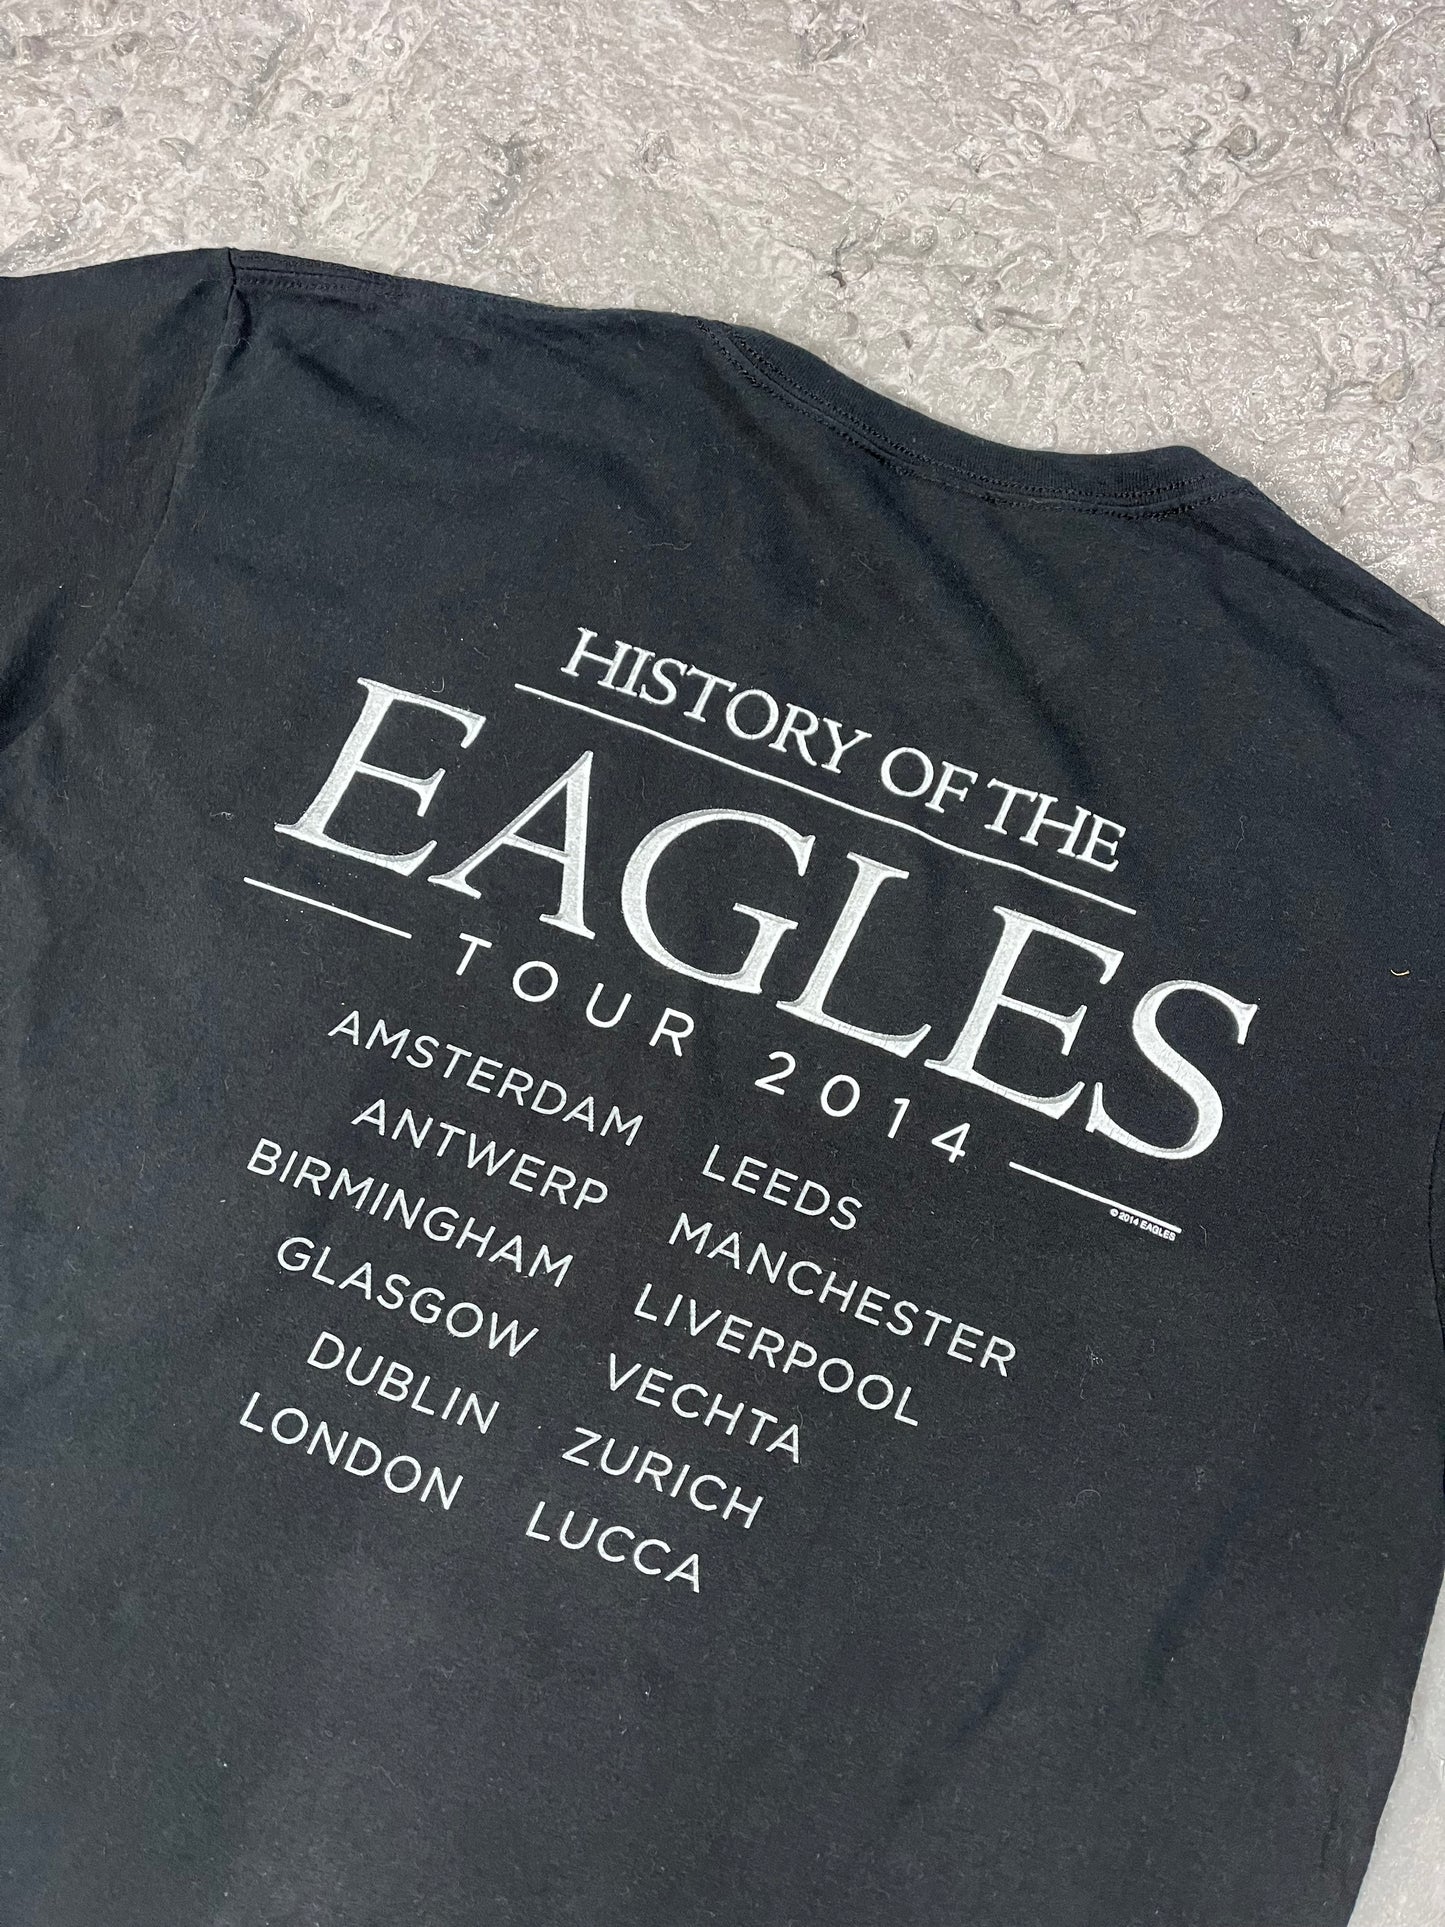 HISTORY OF THE
EAGLES
TOUR 2014
© 2014 EAGLES
AMSTERDAM LEEDS
ANTWERP MANCHESTER
BIRMINGHAM LIVERPOOL
GLASGOW VECHTA
DUBLIN ZURICH
LONDON LUCCA